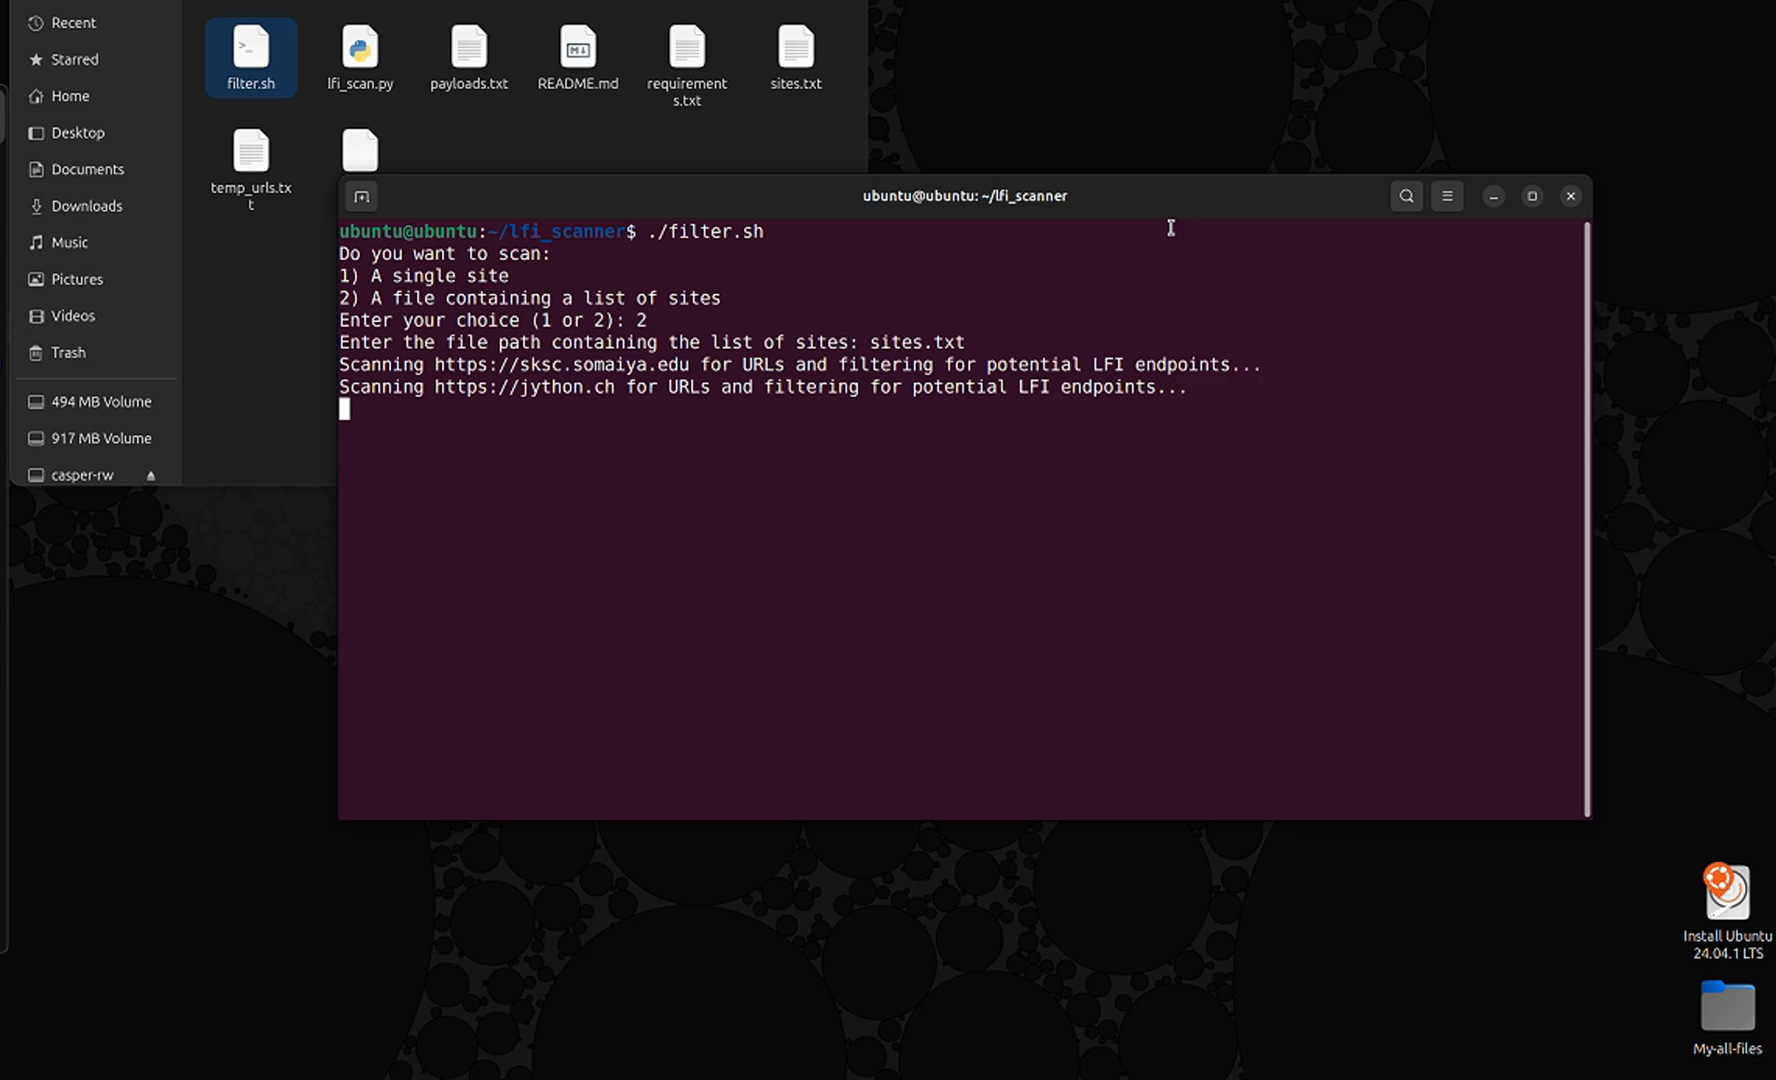 Recent
Starred
Home
Desktop
Documents
Downloads
Music
Pictures
Videos
Trash
494 MB Volume
917 MB Volume
casper-rw
filter.sh
lfi_scan.py
payloads.txt
README.md
requirement
s.txt
sites.txt
temp_urls.tx
t
ubuntu@ubuntu: ~/lfi_scanner
ubuntu@ubuntu:~/lfi_scanner$ ./filter.sh
Do you want to scan:
1) A single site
2) A file containing a list of sites
Enter your choice (1 or 2): 2
Enter the file path containing the list of sites: sites.txt
Scanning https://sksc.somaiya.edu for URLs and filtering for potential LFI endpoints...
Scanning https://jython.ch for URLs and filtering for potential LFI endpoints...
Install Ubuntu
24.04.1 LTS
My-all-files